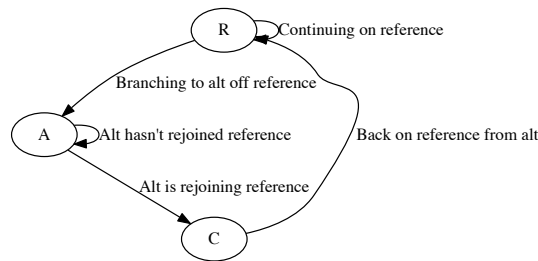 R
Continuing on reference
Branching to alt off reference
A
Alt hasn't rejoined reference
Back on reference from alt
Alt is rejoining reference
C